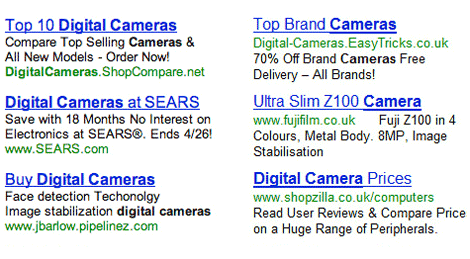 Top 10 Digital Cameras
Compare Top Selling Cameras &
All New Models - Order Now!
DigitalCameras.ShopCompare.net
Digital Cameras at SEARS
Save with 18 Months No Interest on
Electronics at SEARS®. Ends 4/26!
www.SEARS.com
Buy Digital Cameras
Face detection Techonolgy
Image stabilization digital cameras
www.jbarlow.pipelinez.com
Top Brand Cameras
Digital-Cameras.EasyTricks.co.uk
70% Off Brand Cameras Free
Delivery – All Brands!
Ultra Slim Z100 Camera
www.fujifilm.co.uk Fuji Z100 in 4
Colours, Metal Body. 8MP, Image
Stabilisation
Digital Camera Prices
www.shopzilla.co.uk/computers
Read User Reviews & Compare Price
on a Huge Range of Peripherals.